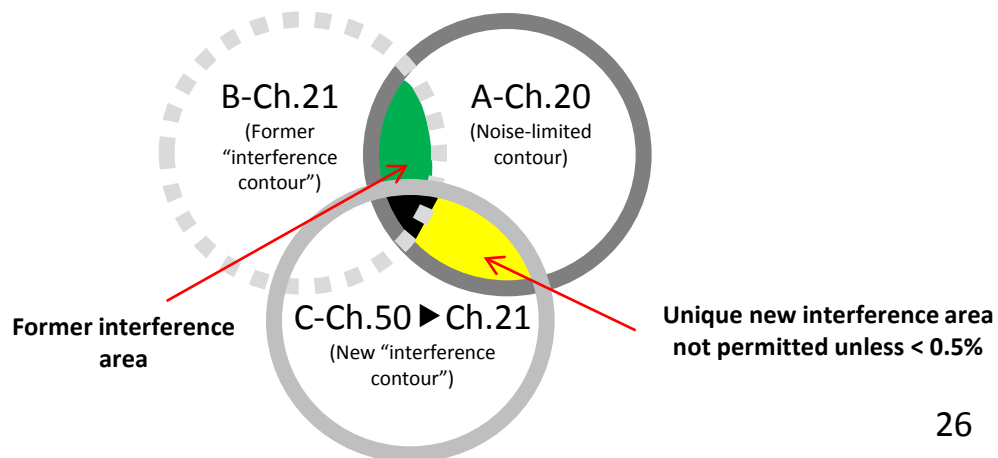 B-Ch.21
(Former
“interference
contour”)
A-Ch.20
(Noise-limited
contour)
C-Ch.50►Ch.21
(New “interference
contour”)
Former interference
area
Unique new interference area
not permitted unless < 0.5%
26